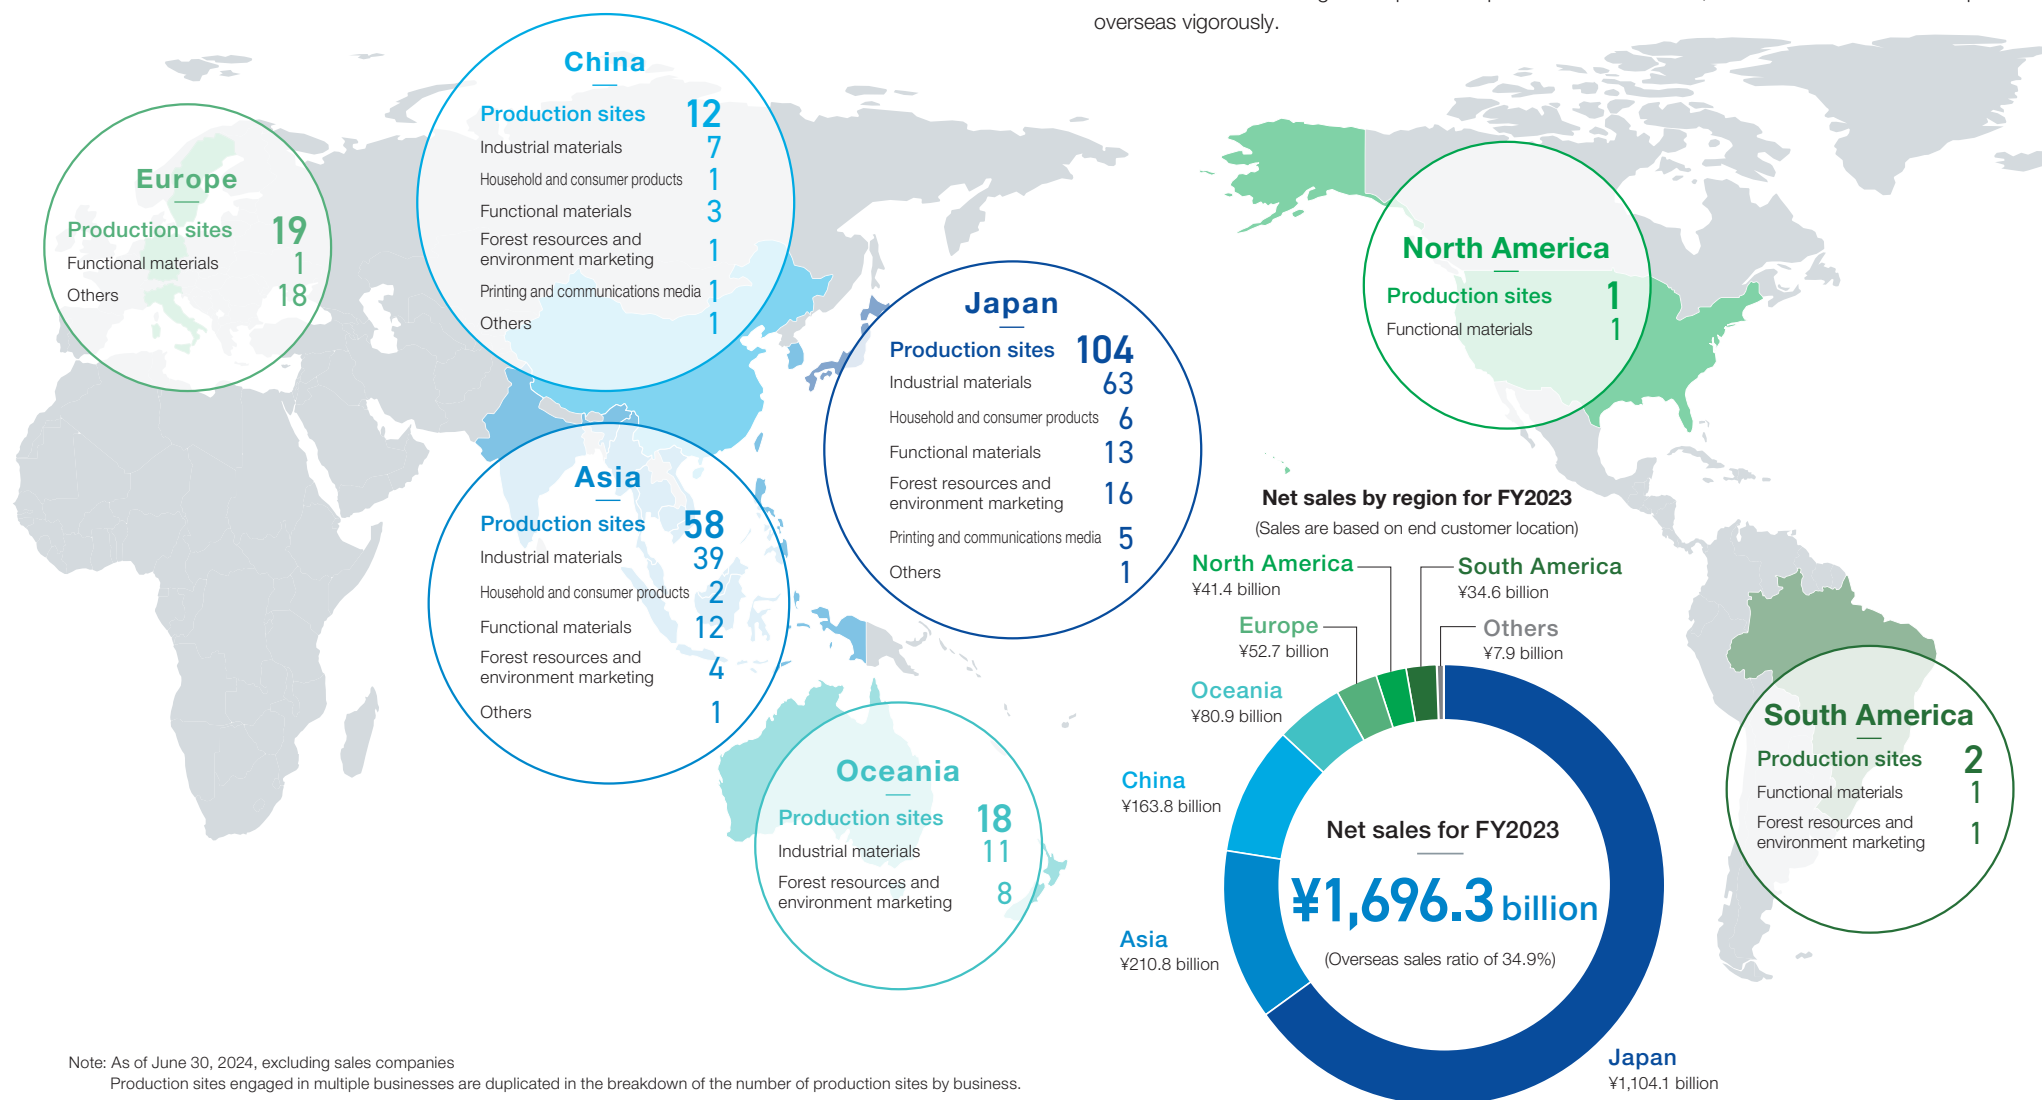 overseas vigorously.
Europe
Production sites 19
Functional materials 1
Others 18
China
Production sites 12
Industrial materials 7
Household and consumer products 1
Functional materials 3
Forest resources and
environment marketing 1
Printing and communications media 1
Others 1
Japan
Production sites 104
Industrial materials 63
Household and consumer products 6
Functional materials 13
Forest resources and
environment marketing 16
Printing and communications media 5
Others 1
North America
Production sites 1
Functional materials 1
Asia
Production sites 58
Industrial materials 39
Household and consumer products 2
Functional materials 12
Forest resources and
environment marketing 4
Others 1
Oceania
Production sites 18
Industrial materials 11
Forest resources and
environment marketing 8
South America
Production sites 2
Functional materials 1
Forest resources and
environment marketing 1
Net sales by region for FY2023
(Sales are based on end customer location)
North America
¥41.4 billion
South America
¥34.6 billion
Europe
¥52.7 billion
Others
¥7.9 billion
Oceania
¥80.9 billion
China
¥163.8 billion
Asia
¥210.8 billion
Japan
¥1,104.1 billion
Net sales for FY2023
¥1,696.3 billion
(Overseas sales ratio of 34.9%)
Note: As of June 30, 2024, excluding sales companies
Production sites engaged in multiple businesses are duplicated in the breakdown of the number of production sites by business.